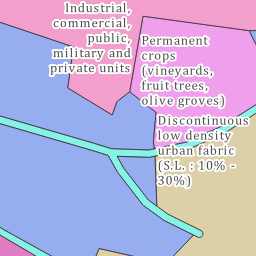 Industrial,
commercial,
public,
military and
private units
Permanent
crops
(vineyards,
fruit trees,
olive groves)
Discontinuous
low density
urban fabric
(S.L. : 10% -
30%)